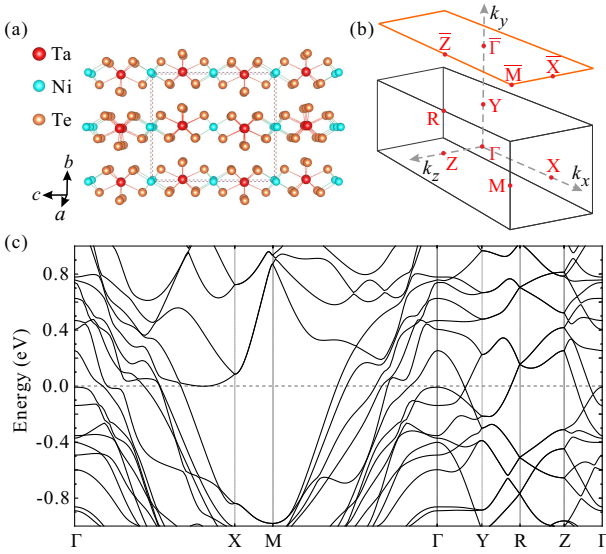 (a)
Ta
Ni
Te
b
c
a
(b)
k_y
Γ̅
Z̅
M̅
X̅
R
Y
Γ
Z
X
M
k_z
k_x
(c)
Energy (eV)
0.8
0.4
0.0
-0.4
-0.8
Γ X M Γ Y R Z Γ